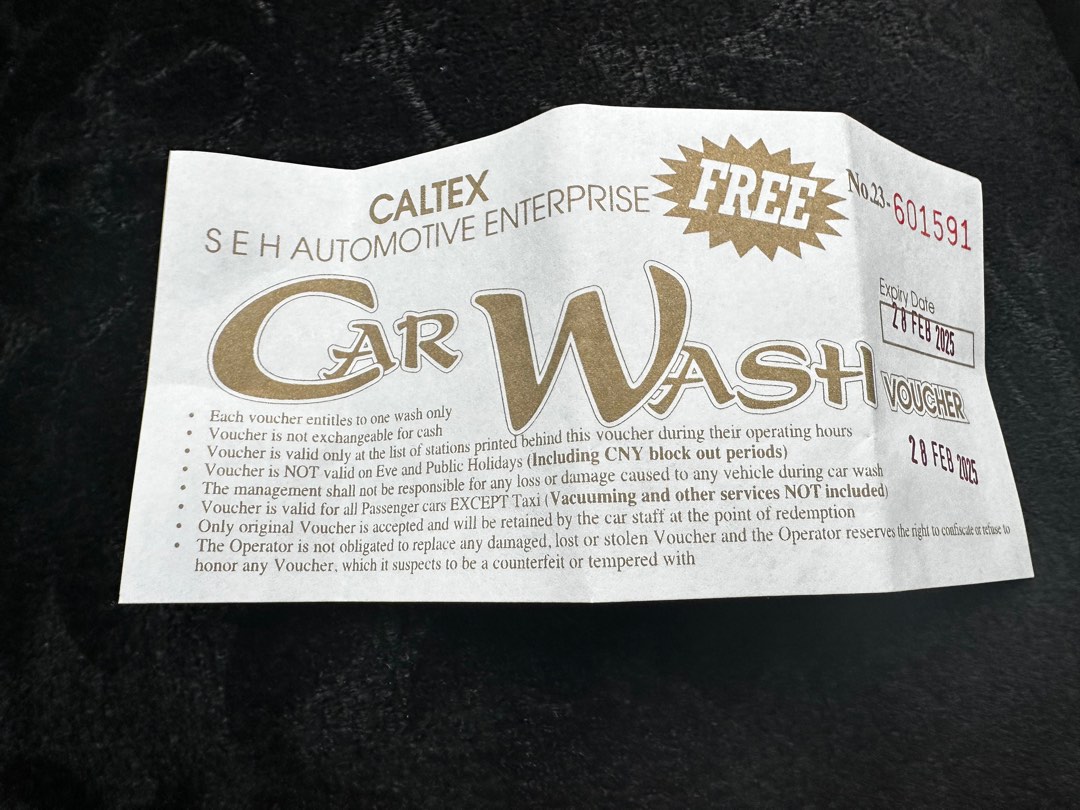 CALTEX
S E H AUTOMOTIVE ENTERPRISE
FREE
No.23-601591
CAR WASH
Expiry Date
28 FEB 2025
VOUCHER
28 FEB 2025
• Each voucher entitles to one wash only
• Voucher is not exchangeable for cash
• Voucher is valid only at the list of stations printed behind this voucher during their operating hours
• Voucher is NOT valid on Eve and Public Holidays (Including CNY block out periods)
• The management shall not be responsible for any loss or damage caused to any vehicle during car wash
• Voucher is valid for all Passenger cars EXCEPT Taxi (Vacuuming and other services NOT included)
• Only original Voucher is accepted and will be retained by the car staff at the point of redemption
• The Operator is not obligated to replace any damaged, lost or stolen Voucher and the Operator reserves the right to confiscate or refuse to
honor any Voucher, which it suspects to be a counterfeit or tempered with